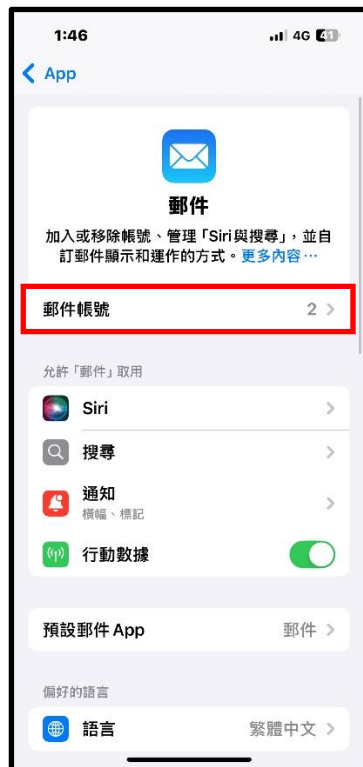 1:46
4G 41
App
郵件
加入或移除帳號、管理「Siri與搜尋」，並自
訂郵件顯示和運作的方式。更多內容…
郵件帳號 2
允許「郵件」取用
Siri
搜尋
通知
橫幅、標記
行動數據
預設郵件 App 郵件
偏好的語言
語言 繁體中文